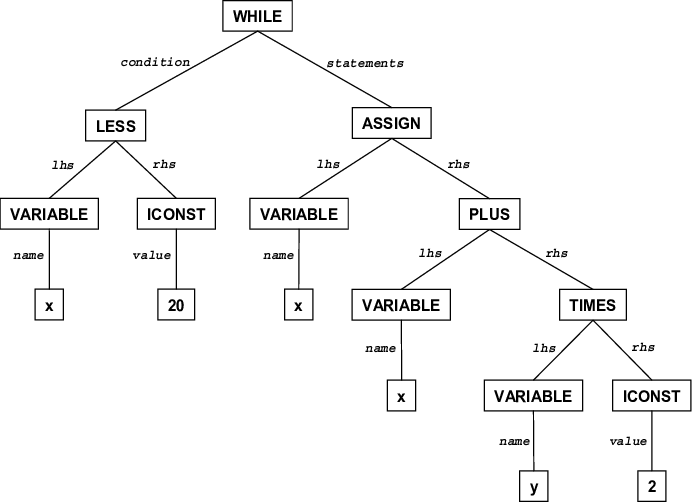 WHILE
condition statements
LESS ASSIGN
lhs rhs lhs rhs
VARIABLE ICONST VARIABLE PLUS
name value name lhs rhs
x 20 x VARIABLE TIMES
name lhs rhs
x VARIABLE ICONST
name value
y 2